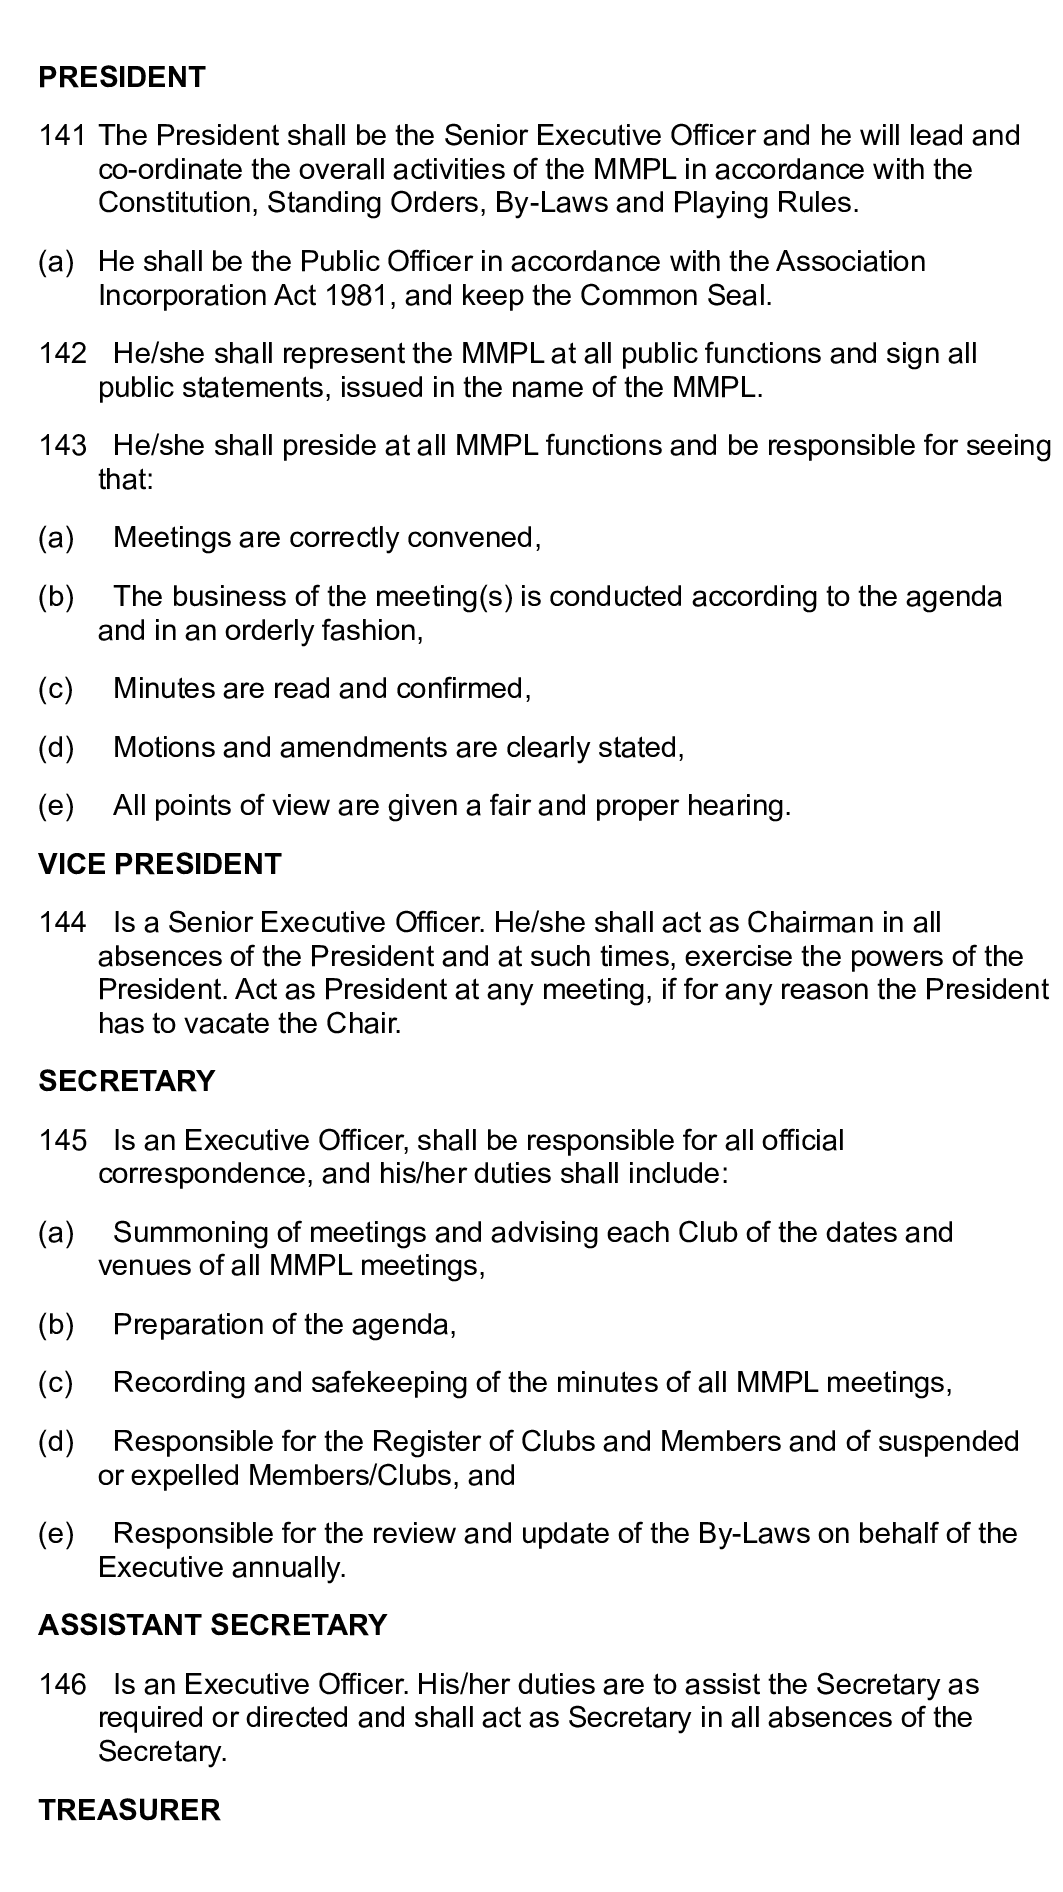 PRESIDENT
141 The President shall be the Senior Executive Officer and he will lead and
co-ordinate the overall activities of the MMPL in accordance with the
Constitution, Standing Orders, By-Laws and Playing Rules.
(a) He shall be the Public Officer in accordance with the Association
Incorporation Act 1981, and keep the Common Seal.
142 He/she shall represent the MMPL at all public functions and sign all
public statements, issued in the name of the MMPL.
143 He/she shall preside at all MMPL functions and be responsible for seeing
that:
(a) Meetings are correctly convened,
(b) The business of the meeting(s) is conducted according to the agenda
and in an orderly fashion,
(c) Minutes are read and confirmed,
(d) Motions and amendments are clearly stated,
(e) All points of view are given a fair and proper hearing.
VICE PRESIDENT
144 Is a Senior Executive Officer. He/she shall act as Chairman in all
absences of the President and at such times, exercise the powers of the
President. Act as President at any meeting, if for any reason the President
has to vacate the Chair.
SECRETARY
145 Is an Executive Officer, shall be responsible for all official
correspondence, and his/her duties shall include:
(a) Summoning of meetings and advising each Club of the dates and
venues of all MMPL meetings,
(b) Preparation of the agenda,
(c) Recording and safekeeping of the minutes of all MMPL meetings,
(d) Responsible for the Register of Clubs and Members and of suspended
or expelled Members/Clubs, and
(e) Responsible for the review and update of the By-Laws on behalf of the
Executive annually.
ASSISTANT SECRETARY
146 Is an Executive Officer. His/her duties are to assist the Secretary as
required or directed and shall act as Secretary in all absences of the
Secretary.
TREASURER